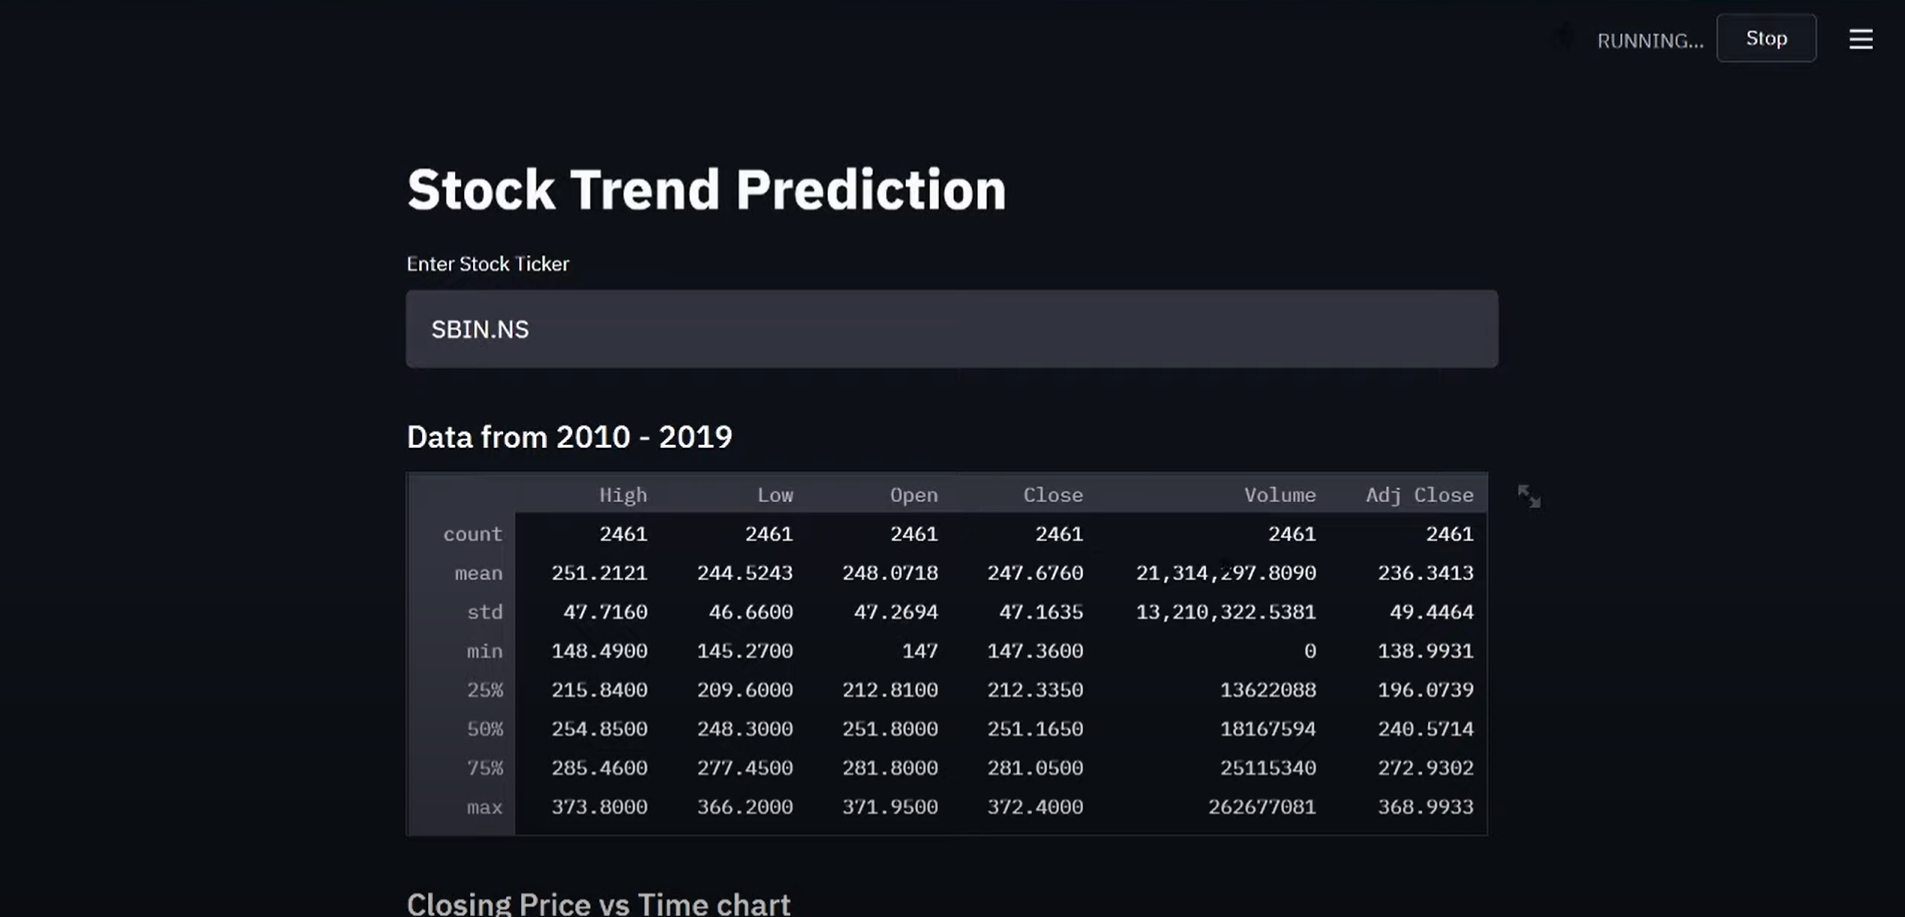 RUNNING... Stop
Stock Trend Prediction
Enter Stock Ticker
SBIN.NS
Data from 2010 - 2019
High Low Open Close Volume Adj Close
count 2461 2461 2461 2461 2461 2461
mean 251.2121 244.5243 248.0718 247.6760 21,314,297.8090 236.3413
std 47.7160 46.6600 47.2694 47.1635 13,210,322.5381 49.4464
min 148.4900 145.2700 147 147.3600 0 138.9931
25% 215.8400 209.6000 212.8100 212.3350 13622088 196.0739
50% 254.8500 248.3000 251.8000 251.1650 18167594 240.5714
75% 285.4600 277.4500 281.8000 281.0500 25115340 272.9302
max 373.8000 366.2000 371.9500 372.4000 262677081 368.9933
Closing Price vs Time chart